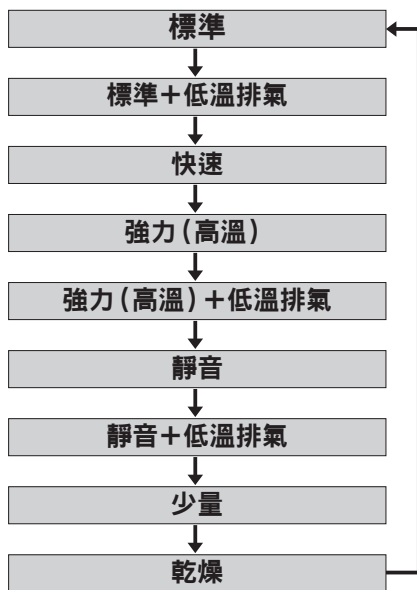 標準
標準＋低溫排氣
快速
強力（高溫）
強力（高溫）＋低溫排氣
靜音
靜音＋低溫排氣
少量
乾燥